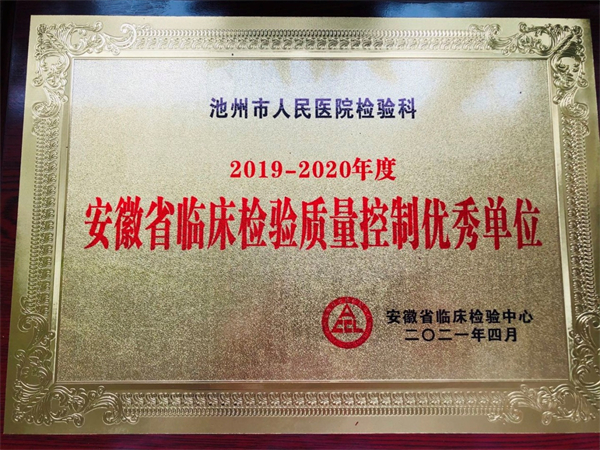 池州市人民医院检验科
2019-2020年度
安徽省临床检验质量控制优秀单位
安徽省临床检验中心
二〇二一年四月